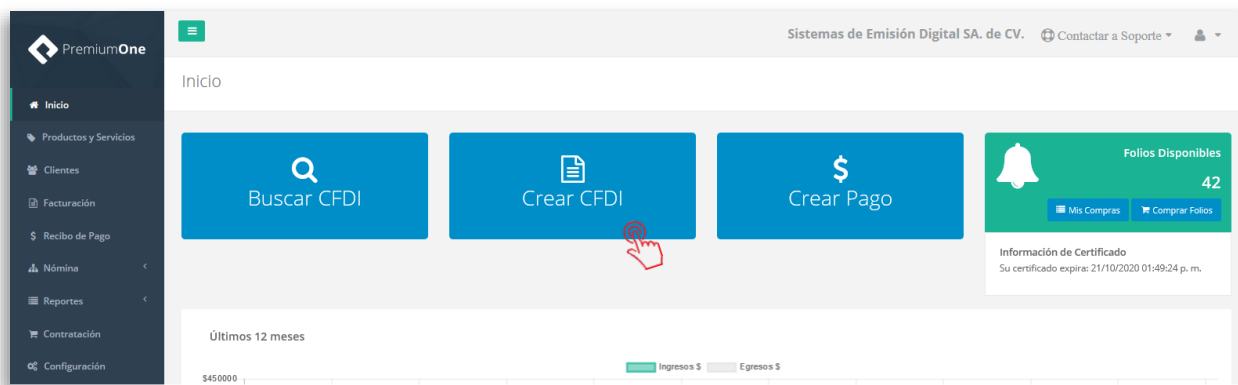 PremiumOne
Sistemas de Emisión Digital SA. de CV.
Contactar a Soporte
Inicio
Inicio
Productos y Servicios
Clientes
Facturación
Recibo de Pago
Nómina
Reportes
Contratación
Configuración
Buscar CFDI
Crear CFDI
$
Crear Pago
Folios Disponibles
42
Mis Compras
Comprar Folios
Información de Certificado
Su certificado expira: 21/10/2020 01:49:24 p. m.
Últimos 12 meses
Ingresos $ Egresos $
$450000